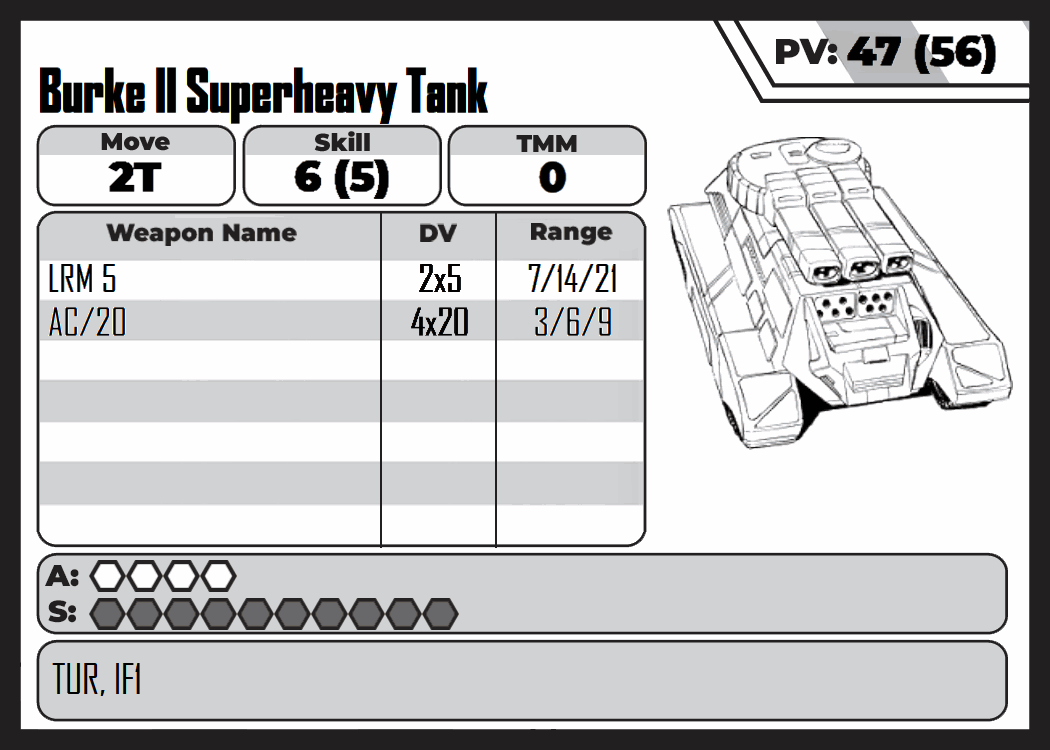 PV: 47 (56)
Burke II Superheavy Tank
Move Skill TMM
2T 6 (5) 0
Weapon Name DV Range
LRM 5 2x5 7/14/21
AC/20 4x20 3/6/9
A:
S:
TUR, IF1